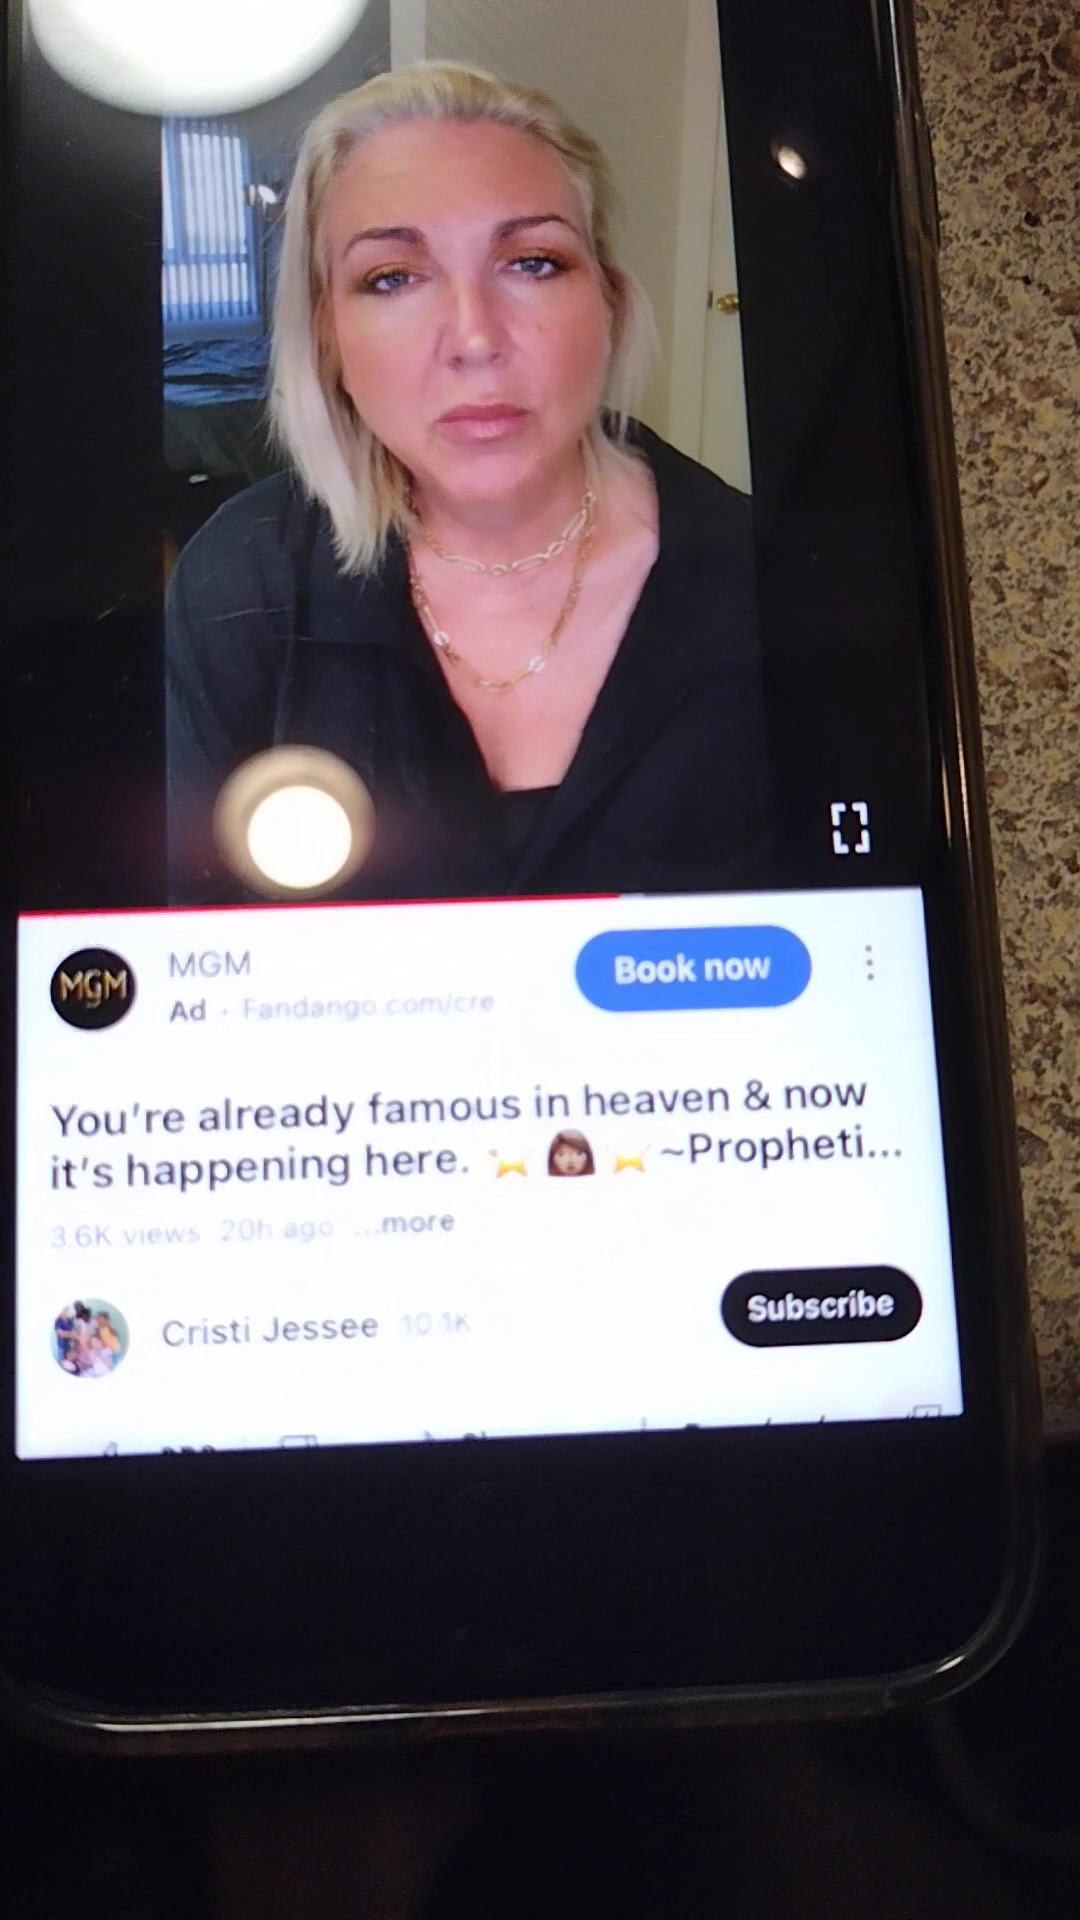 MGM
MGM
Book now
Ad · Fandango.com/cre
You're already famous in heaven & now
it's happening here. ⭐👩🏽⭐ ~Propheti...
3.6K views 20h ago ...more
Cristi Jessee 10.1K
Subscribe